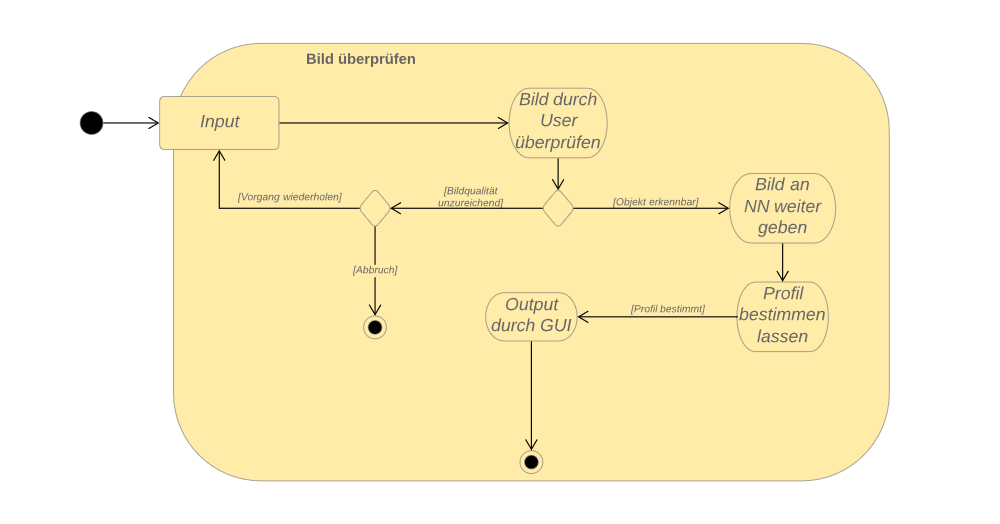 Bild überprüfen
Input
Bild durch
User
überprüfen
[Vorgang wiederholen]
[Bildqualität
unzureichend]
[Objekt erkennbar]
Bild an
NN weiter
geben
[Abbruch]
Output
durch GUI
[Profil bestimmt]
Profil
bestimmen
lassen